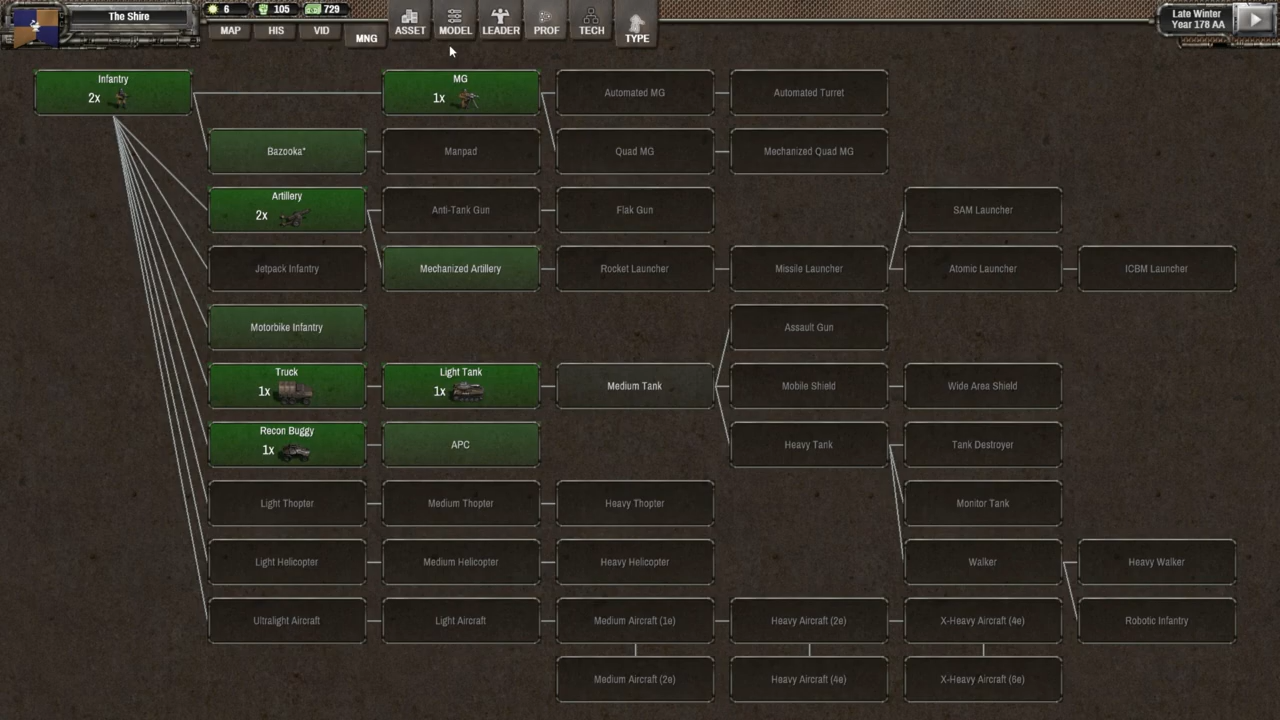 The Shire
6
105
729
MAP
HIS
VID
MNG
ASSET
MODEL
LEADER
PROF
TECH
TYPE
Late Winter
Year 178 AA
Infantry
2x
MG
1x
Automated MG
Automated Turret
Bazooka*
Manpad
Quad MG
Mechanized Quad MG
Artillery
2x
Anti-Tank Gun
Flak Gun
SAM Launcher
Jetpack Infantry
Mechanized Artillery
Rocket Launcher
Missile Launcher
Atomic Launcher
ICBM Launcher
Motorbike Infantry
Assault Gun
Truck
1x
Light Tank
1x
Medium Tank
Mobile Shield
Wide Area Shield
Recon Buggy
1x
APC
Heavy Tank
Tank Destroyer
Light Thopter
Medium Thopter
Heavy Thopter
Monitor Tank
Light Helicopter
Medium Helicopter
Heavy Helicopter
Walker
Heavy Walker
Ultralight Aircraft
Light Aircraft
Medium Aircraft (1e)
Heavy Aircraft (2e)
X-Heavy Aircraft (4e)
Robotic Infantry
Medium Aircraft (2e)
Heavy Aircraft (4e)
X-Heavy Aircraft (6e)